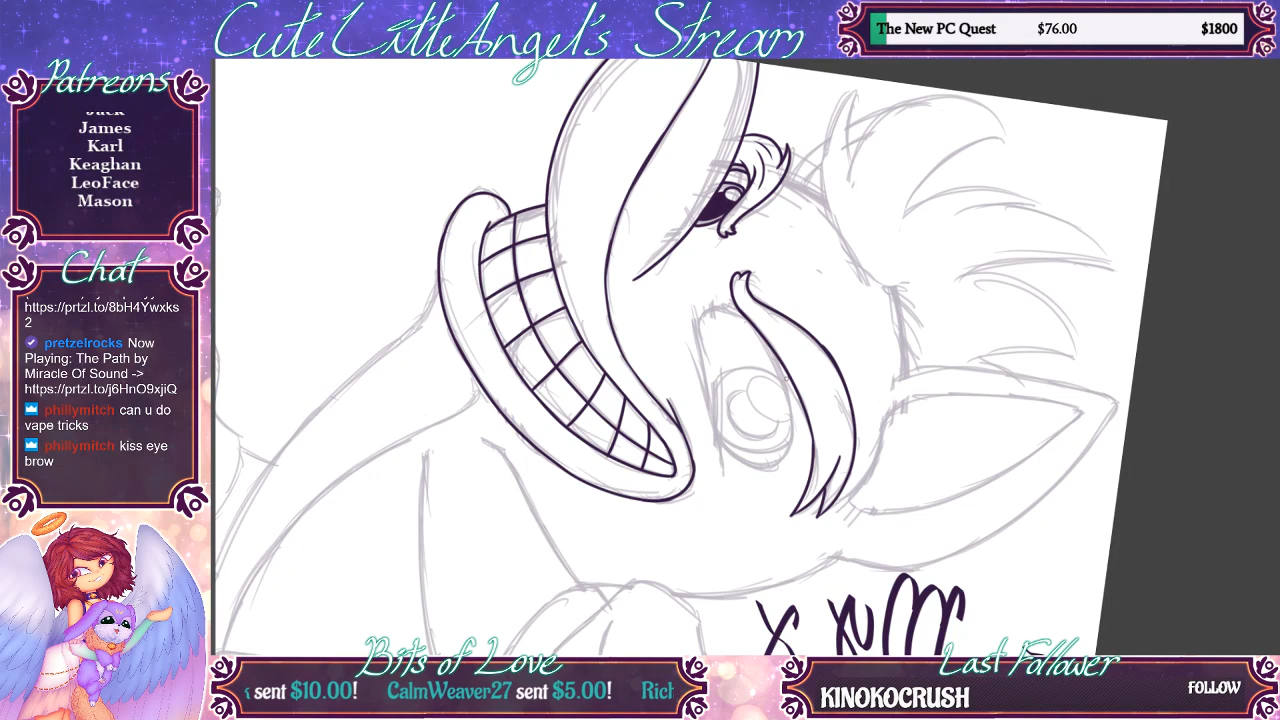 CuteLittleAngel's Stream
The New PC Quest $76.00 $1800
Patreons
Jack
James
Karl
Keaghan
LeoFace
Mason
Chat
https://prtzl.to/8bH4Ywxks
2
pretzelrocks Now
Playing: The Path by
Miracle Of Sound ->
https://prtzl.to/j6HnO9xjiQ
phillymitch can u do
vape tricks
phillymitch kiss eye
brow
Bits of Love
sent $10.00! CalmWeaver27 sent $5.00! Rich
Last Follower
KINOKOCRUSH FOLLOW